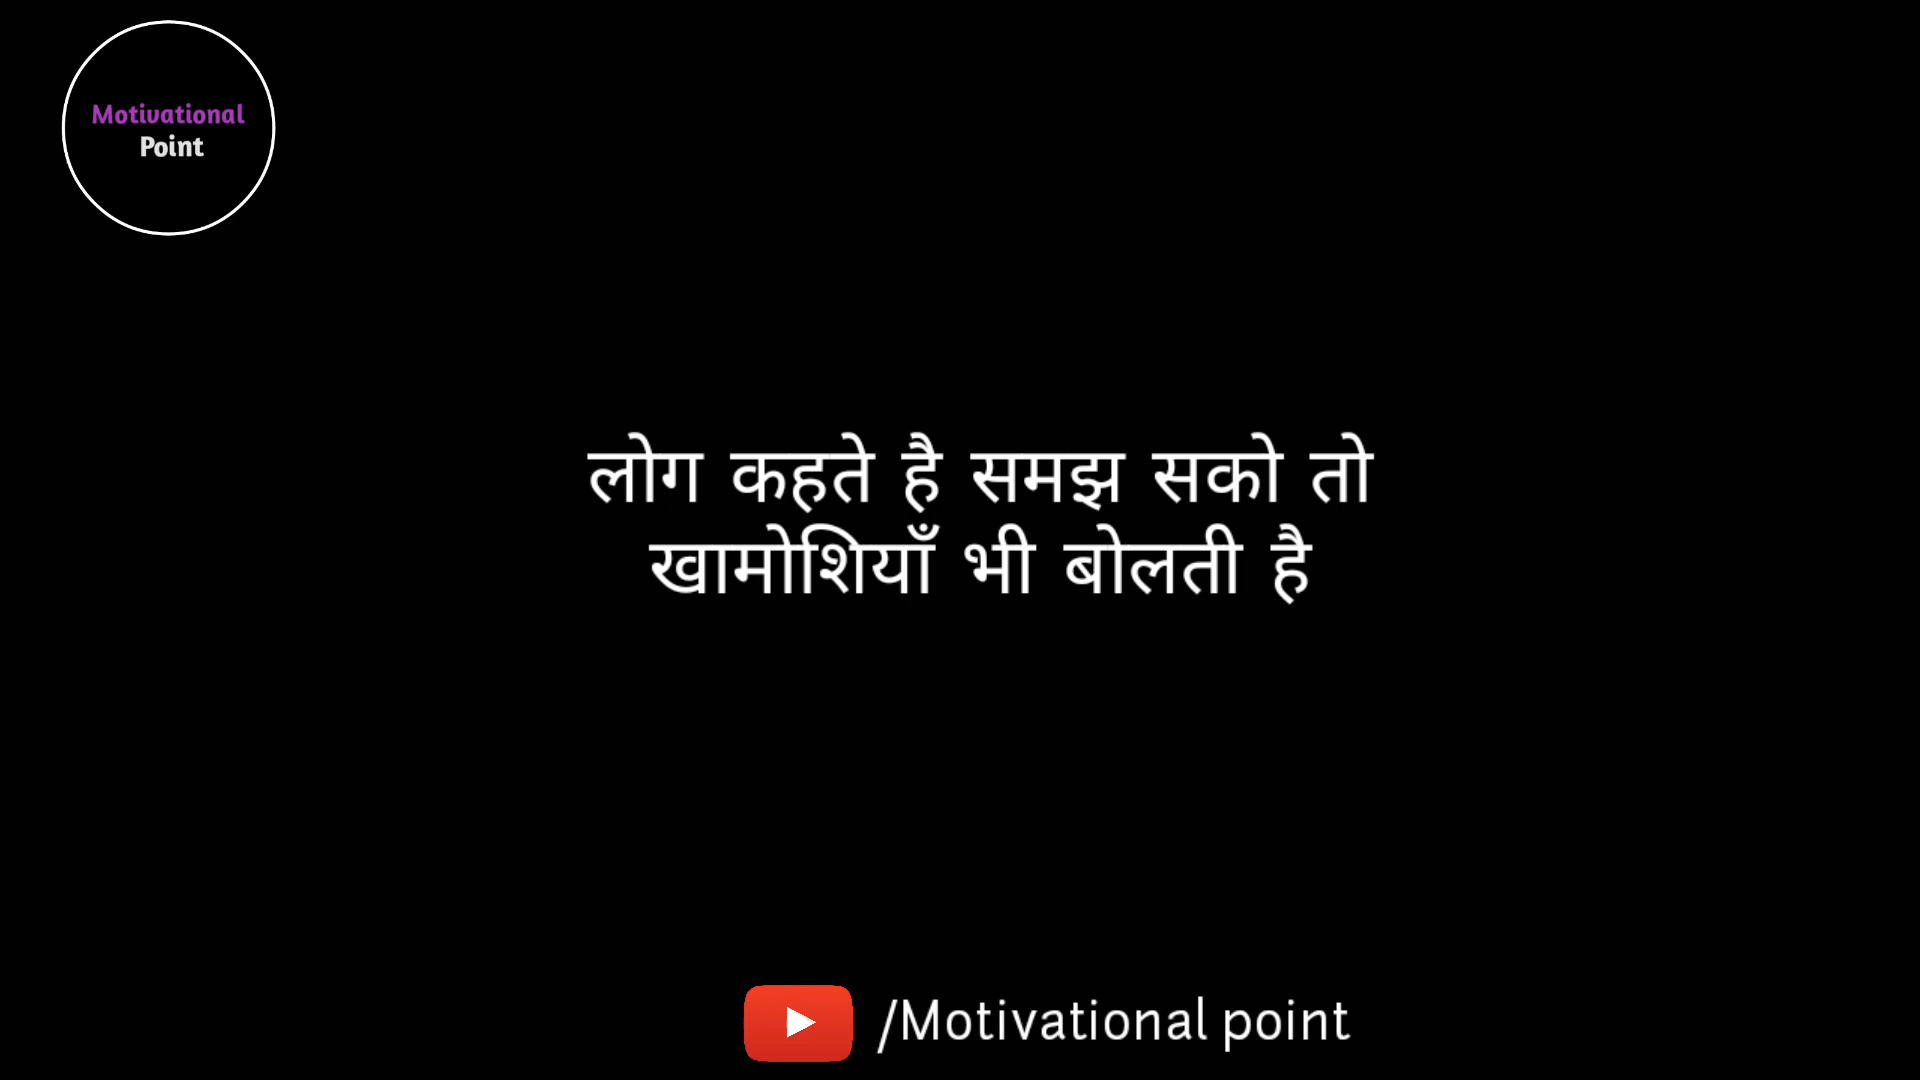 Motivational
Point
लोग कहते है समझ सको तो
खामोशियाँ भी बोलती है
/Motivational point